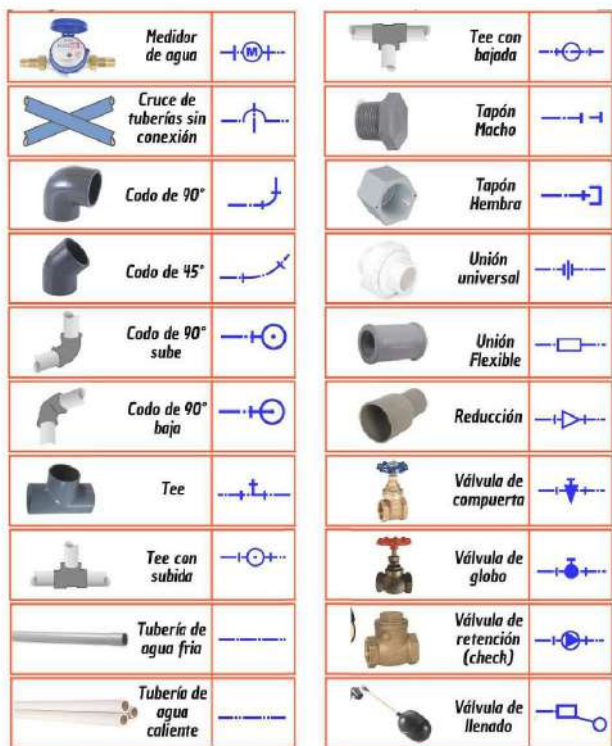 Medidor
de agua
M
Cruce de
tuberías sin
conexión
Codo de 90°
Codo de 45°
Codo de 90°
sube
Codo de 90°
baja
Tee
Tee con
subida
Tubería de
agua fria
Tubería de
agua
caliente
Tee con
bajada
Tapón
Macho
Tapón
Hembra
Unión
universal
Unión
Flexible
Reducción
Válvula de
compuerta
Válvula de
globo
Válvula de
retención
(check)
Válvula de
llenado